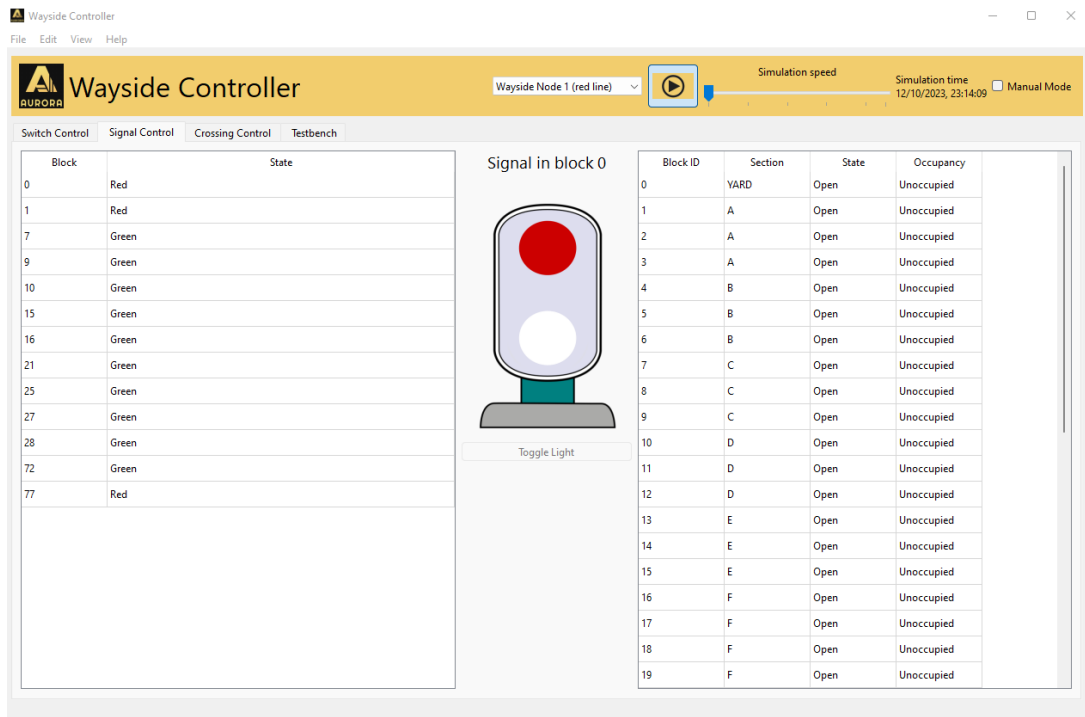 Wayside Controller
File Edit View Help
AURORA
Wayside Controller
Wayside Node 1 (red line)
Simulation speed
Simulation time
12/10/2023, 23:14:09
Manual Mode
Switch Control Signal Control Crossing Control Testbench
Block State
0 Red
1 Red
7 Green
9 Green
10 Green
15 Green
16 Green
21 Green
25 Green
27 Green
28 Green
72 Green
77 Red
Signal in block 0
Toggle Light
Block ID Section State Occupancy
0 YARD Open Unoccupied
1 A Open Unoccupied
2 A Open Unoccupied
3 A Open Unoccupied
4 B Open Unoccupied
5 B Open Unoccupied
6 B Open Unoccupied
7 C Open Unoccupied
8 C Open Unoccupied
9 C Open Unoccupied
10 D Open Unoccupied
11 D Open Unoccupied
12 D Open Unoccupied
13 E Open Unoccupied
14 E Open Unoccupied
15 E Open Unoccupied
16 F Open Unoccupied
17 F Open Unoccupied
18 F Open Unoccupied
19 F Open Unoccupied